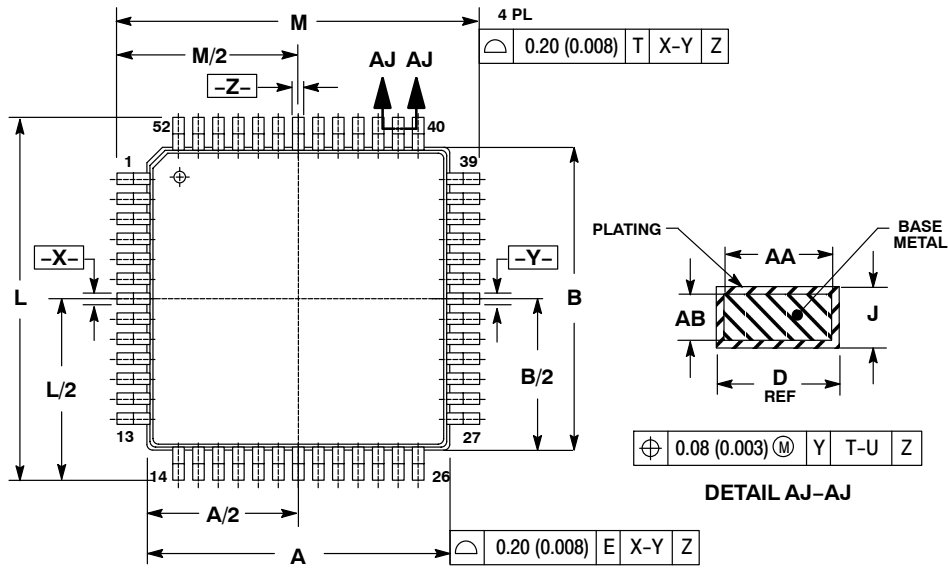 M
4 PL
⌓ 0.20 (0.008) T X–Y Z
M/2
AJ AJ
–Z–
52
40
1
39
PLATING
BASE
METAL
AA
–X–
–Y–
L
B
AB
J
L/2
B/2
D
REF
13
27
⌖ 0.08 (0.003) Ⓜ Y T–U Z
14
26
DETAIL AJ–AJ
A/2
A
⌓ 0.20 (0.008) E X–Y Z